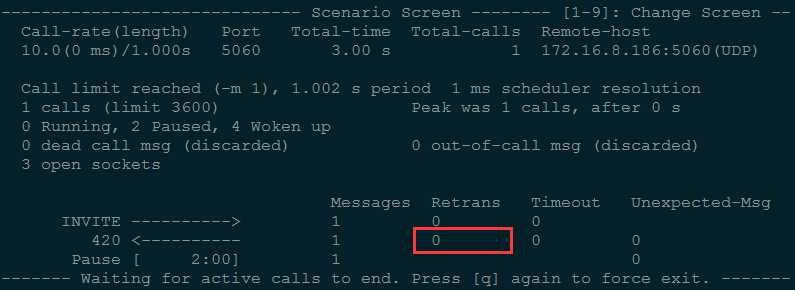 ------------------------------ Scenario Screen -------- [1-9]: Change Screen --
  Call-rate(length)   Port   Total-time  Total-calls  Remote-host
  10.0(0 ms)/1.000s   5060       3.00 s            1  172.16.8.186:5060(UDP)

  Call limit reached (-m 1), 1.002 s period  1 ms scheduler resolution
  1 calls (limit 3600)                   Peak was 1 calls, after 0 s
  0 Running, 2 Paused, 4 Woken up
  0 dead call msg (discarded)            0 out-of-call msg (discarded)
  3 open sockets

                                 Messages  Retrans   Timeout   Unexpected-Msg
      INVITE ---------->         1         0         0
         420 <----------         1         0         0         0
       Pause [     2:00]         1                             0
------- Waiting for active calls to end. Press [q] again to force exit. -------